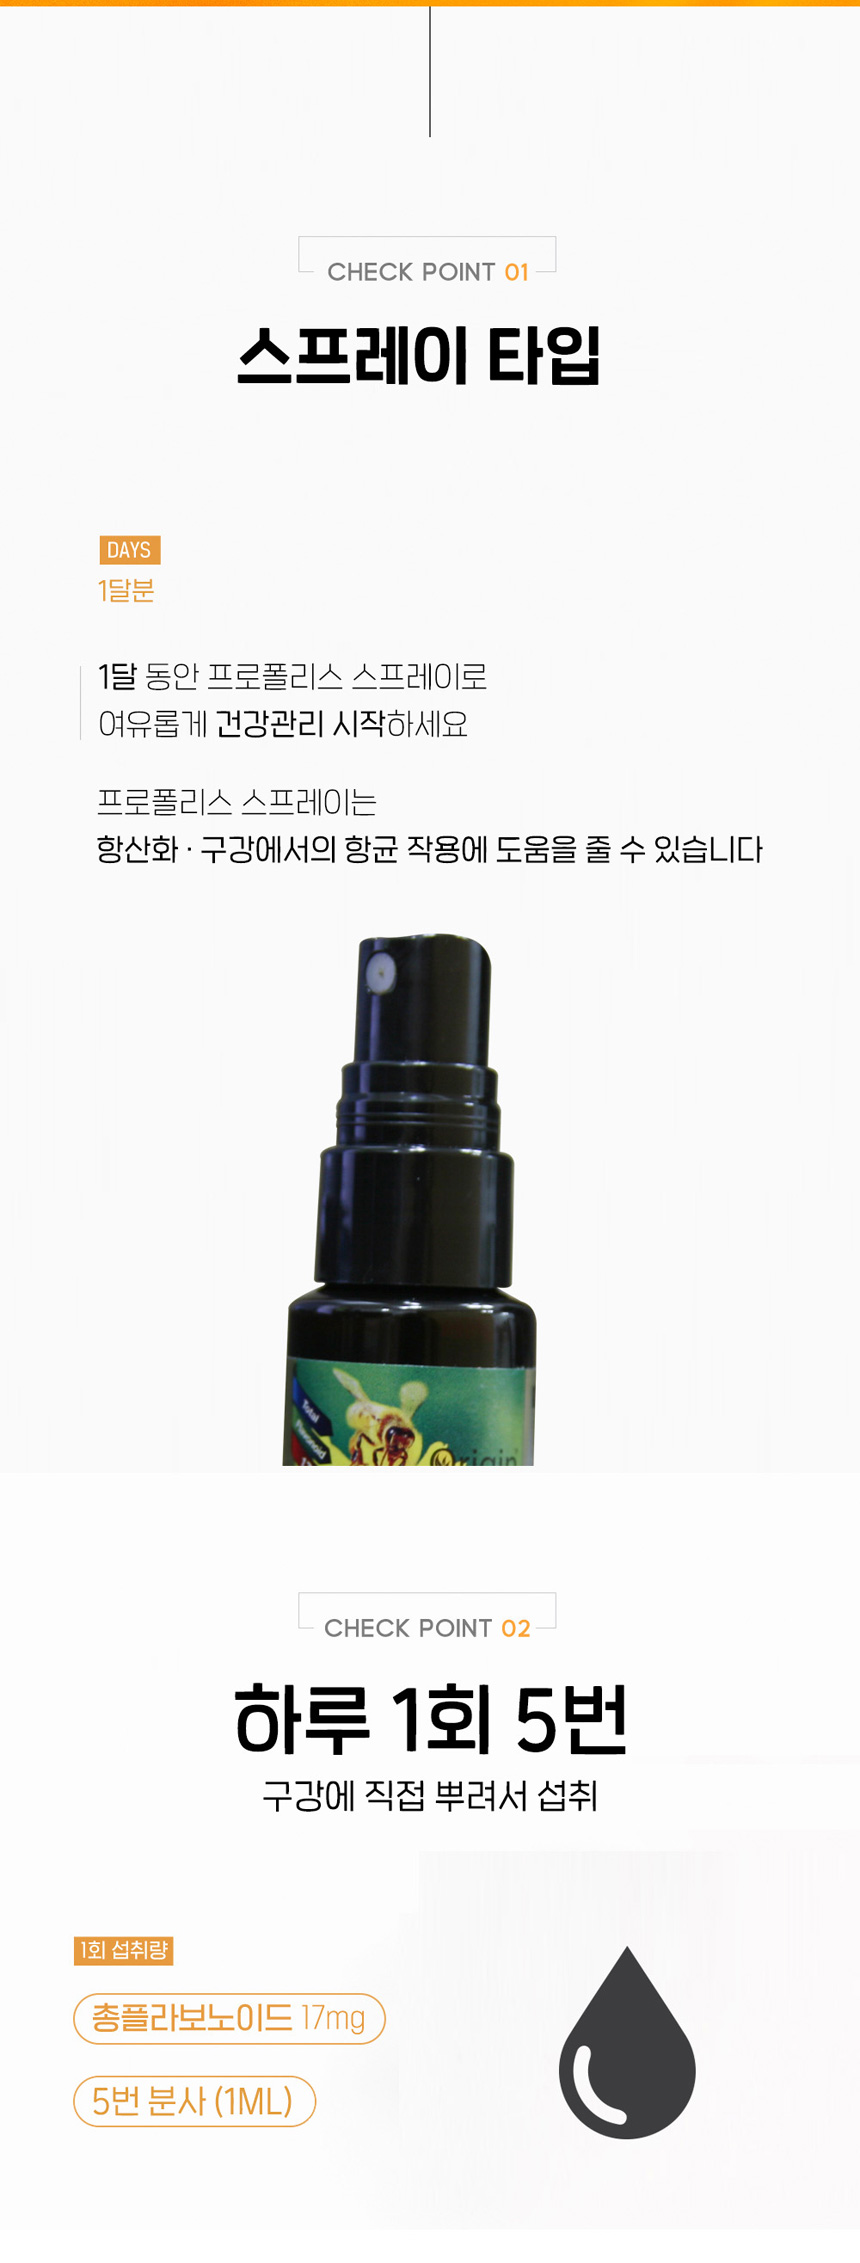 CHECK POINT 01
스프레이 타입
DAYS
1달분
1달 동안 프로폴리스 스프레이로
여유롭게 건강관리 시작하세요
프로폴리스 스프레이는
항산화 · 구강에서의 항균 작용에 도움을 줄 수 있습니다
Total
Flavonoid
Origin
CHECK POINT 02
하루 1회 5번
구강에 직접 뿌려서 섭취
1회 섭취량
총플라보노이드 17mg
5번 분사 (1ML)